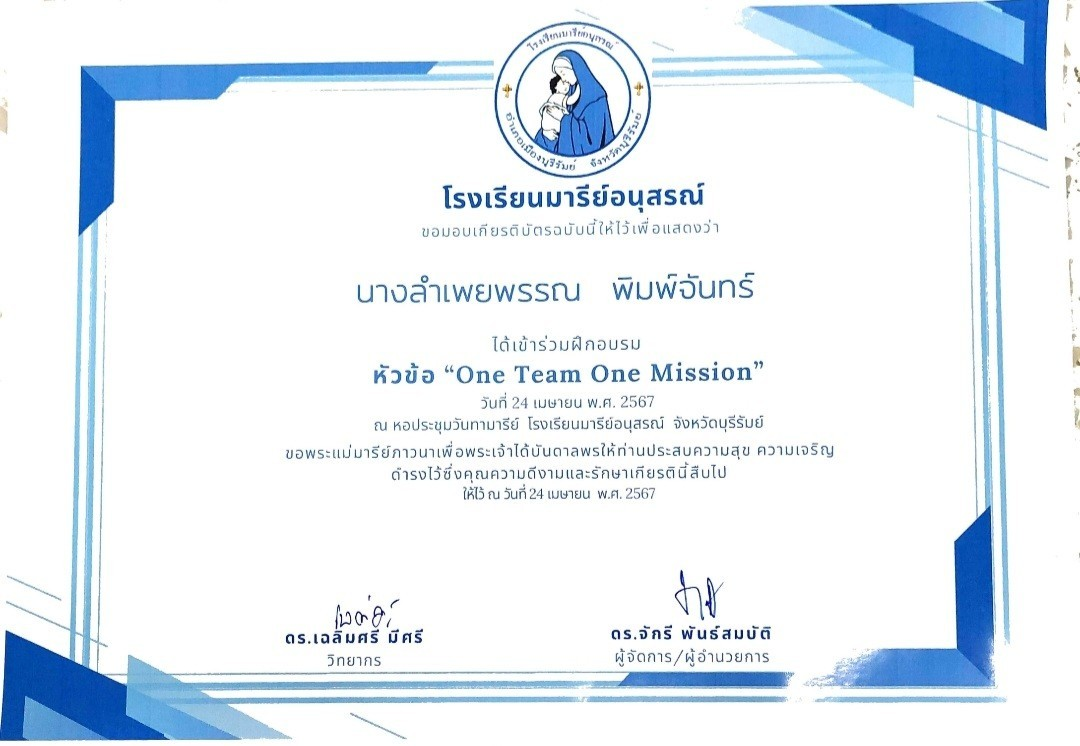 โรงเรียนมารีย์อนุสรณ์
อำเภอเมืองบุรีรัมย์ จังหวัดบุรีรัมย์
โรงเรียนมารีย์อนุสรณ์
ขอมอบเกียรติบัตรฉบับนี้ให้ไว้เพื่อแสดงว่า
นางลำเพยพรรณ พิมพ์จันทร์
ได้เข้าร่วมฝึกอบรม
หัวข้อ “One Team One Mission”
วันที่ 24 เมษายน พ.ศ. 2567
ณ หอประชุมวันทามารีย์ โรงเรียนมารีย์อนุสรณ์ จังหวัดบุรีรัมย์
ขอพระแม่มารีย์ภาวนาเพื่อพระเจ้าได้บันดาลพรให้ท่านประสบความสุข ความเจริญ
ดำรงไว้ซึ่งคุณความดีงามและรักษาเกียรตินี้สืบไป
ให้ไว้ ณ วันที่ 24 เมษายน พ.ศ. 2567
ดร.เฉลิมศรี มีศรี
วิทยากร
ดร.จักรี พันธ์สมบัติ
ผู้จัดการ/ผู้อำนวยการ